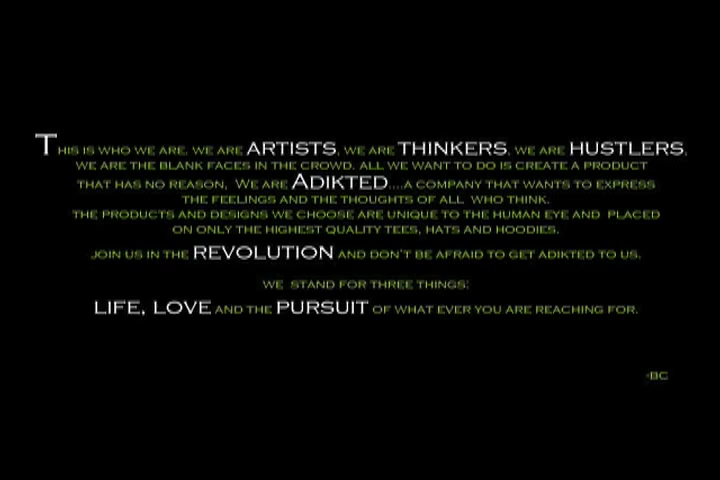 THIS IS WHO WE ARE. WE ARE ARTISTS, WE ARE THINKERS, WE ARE HUSTLERS,
WE ARE THE BLANK FACES IN THE CROWD. ALL WE WANT TO DO IS CREATE A PRODUCT
THAT HAS NO REASON, WE ARE ADIKTED....A COMPANY THAT WANTS TO EXPRESS
THE FEELINGS AND THE THOUGHTS OF ALL WHO THINK.
THE PRODUCTS AND DESIGNS WE CHOOSE ARE UNIQUE TO THE HUMAN EYE AND PLACED
ON ONLY THE HIGHEST QUALITY TEES, HATS AND HOODIES.
JOIN US IN THE REVOLUTION AND DON'T BE AFRAID TO GET ADIKTED TO US.
WE STAND FOR THREE THINGS:
LIFE, LOVE AND THE PURSUIT OF WHAT EVER YOU ARE REACHING FOR.
-BC